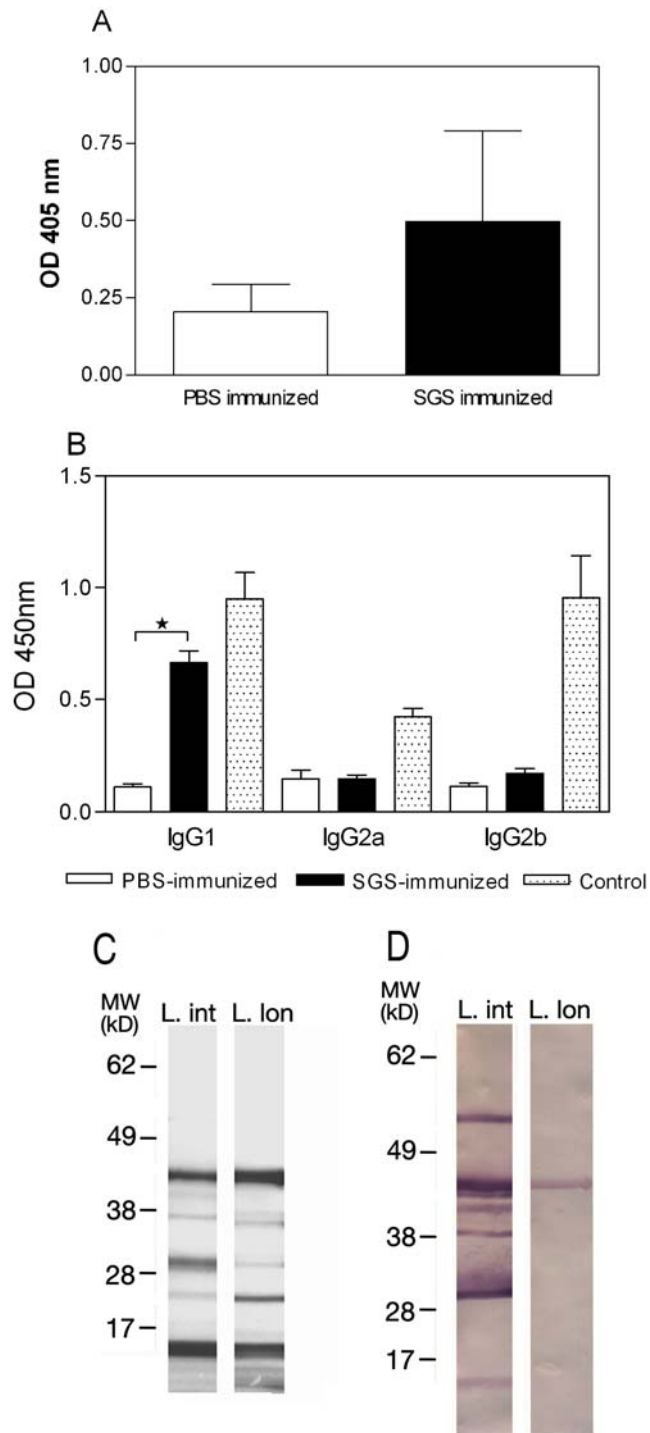 A
OD 405 nm
1.00
0.75
0.50
0.25
0.00
PBS immunized SGS immunized
B
OD 450nm
1.5
1.0
0.5
0.0
★
IgG1 IgG2a IgG2b
PBS-immunized SGS-immunized Control
C
MW
(kD)
L. int L. lon
62
49
38
28
17
D
MW
(kD)
L. int L. lon
62
49
38
28
17